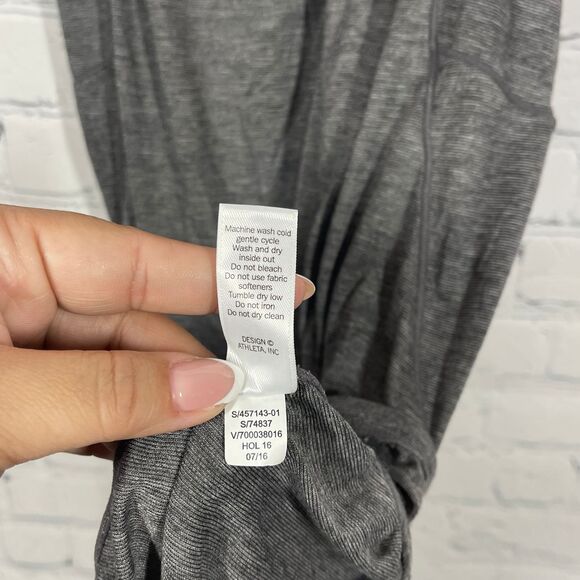 Machine wash cold
gentle cycle
Wash and dry
inside out
Do not bleach
Do not use fabric
softeners
Tumble dry low
Do not iron
Do not dry clean
DESIGN ©
ATHLETA, INC
S/457143-01
S/74837
V/700038016
HOL 16
07/16